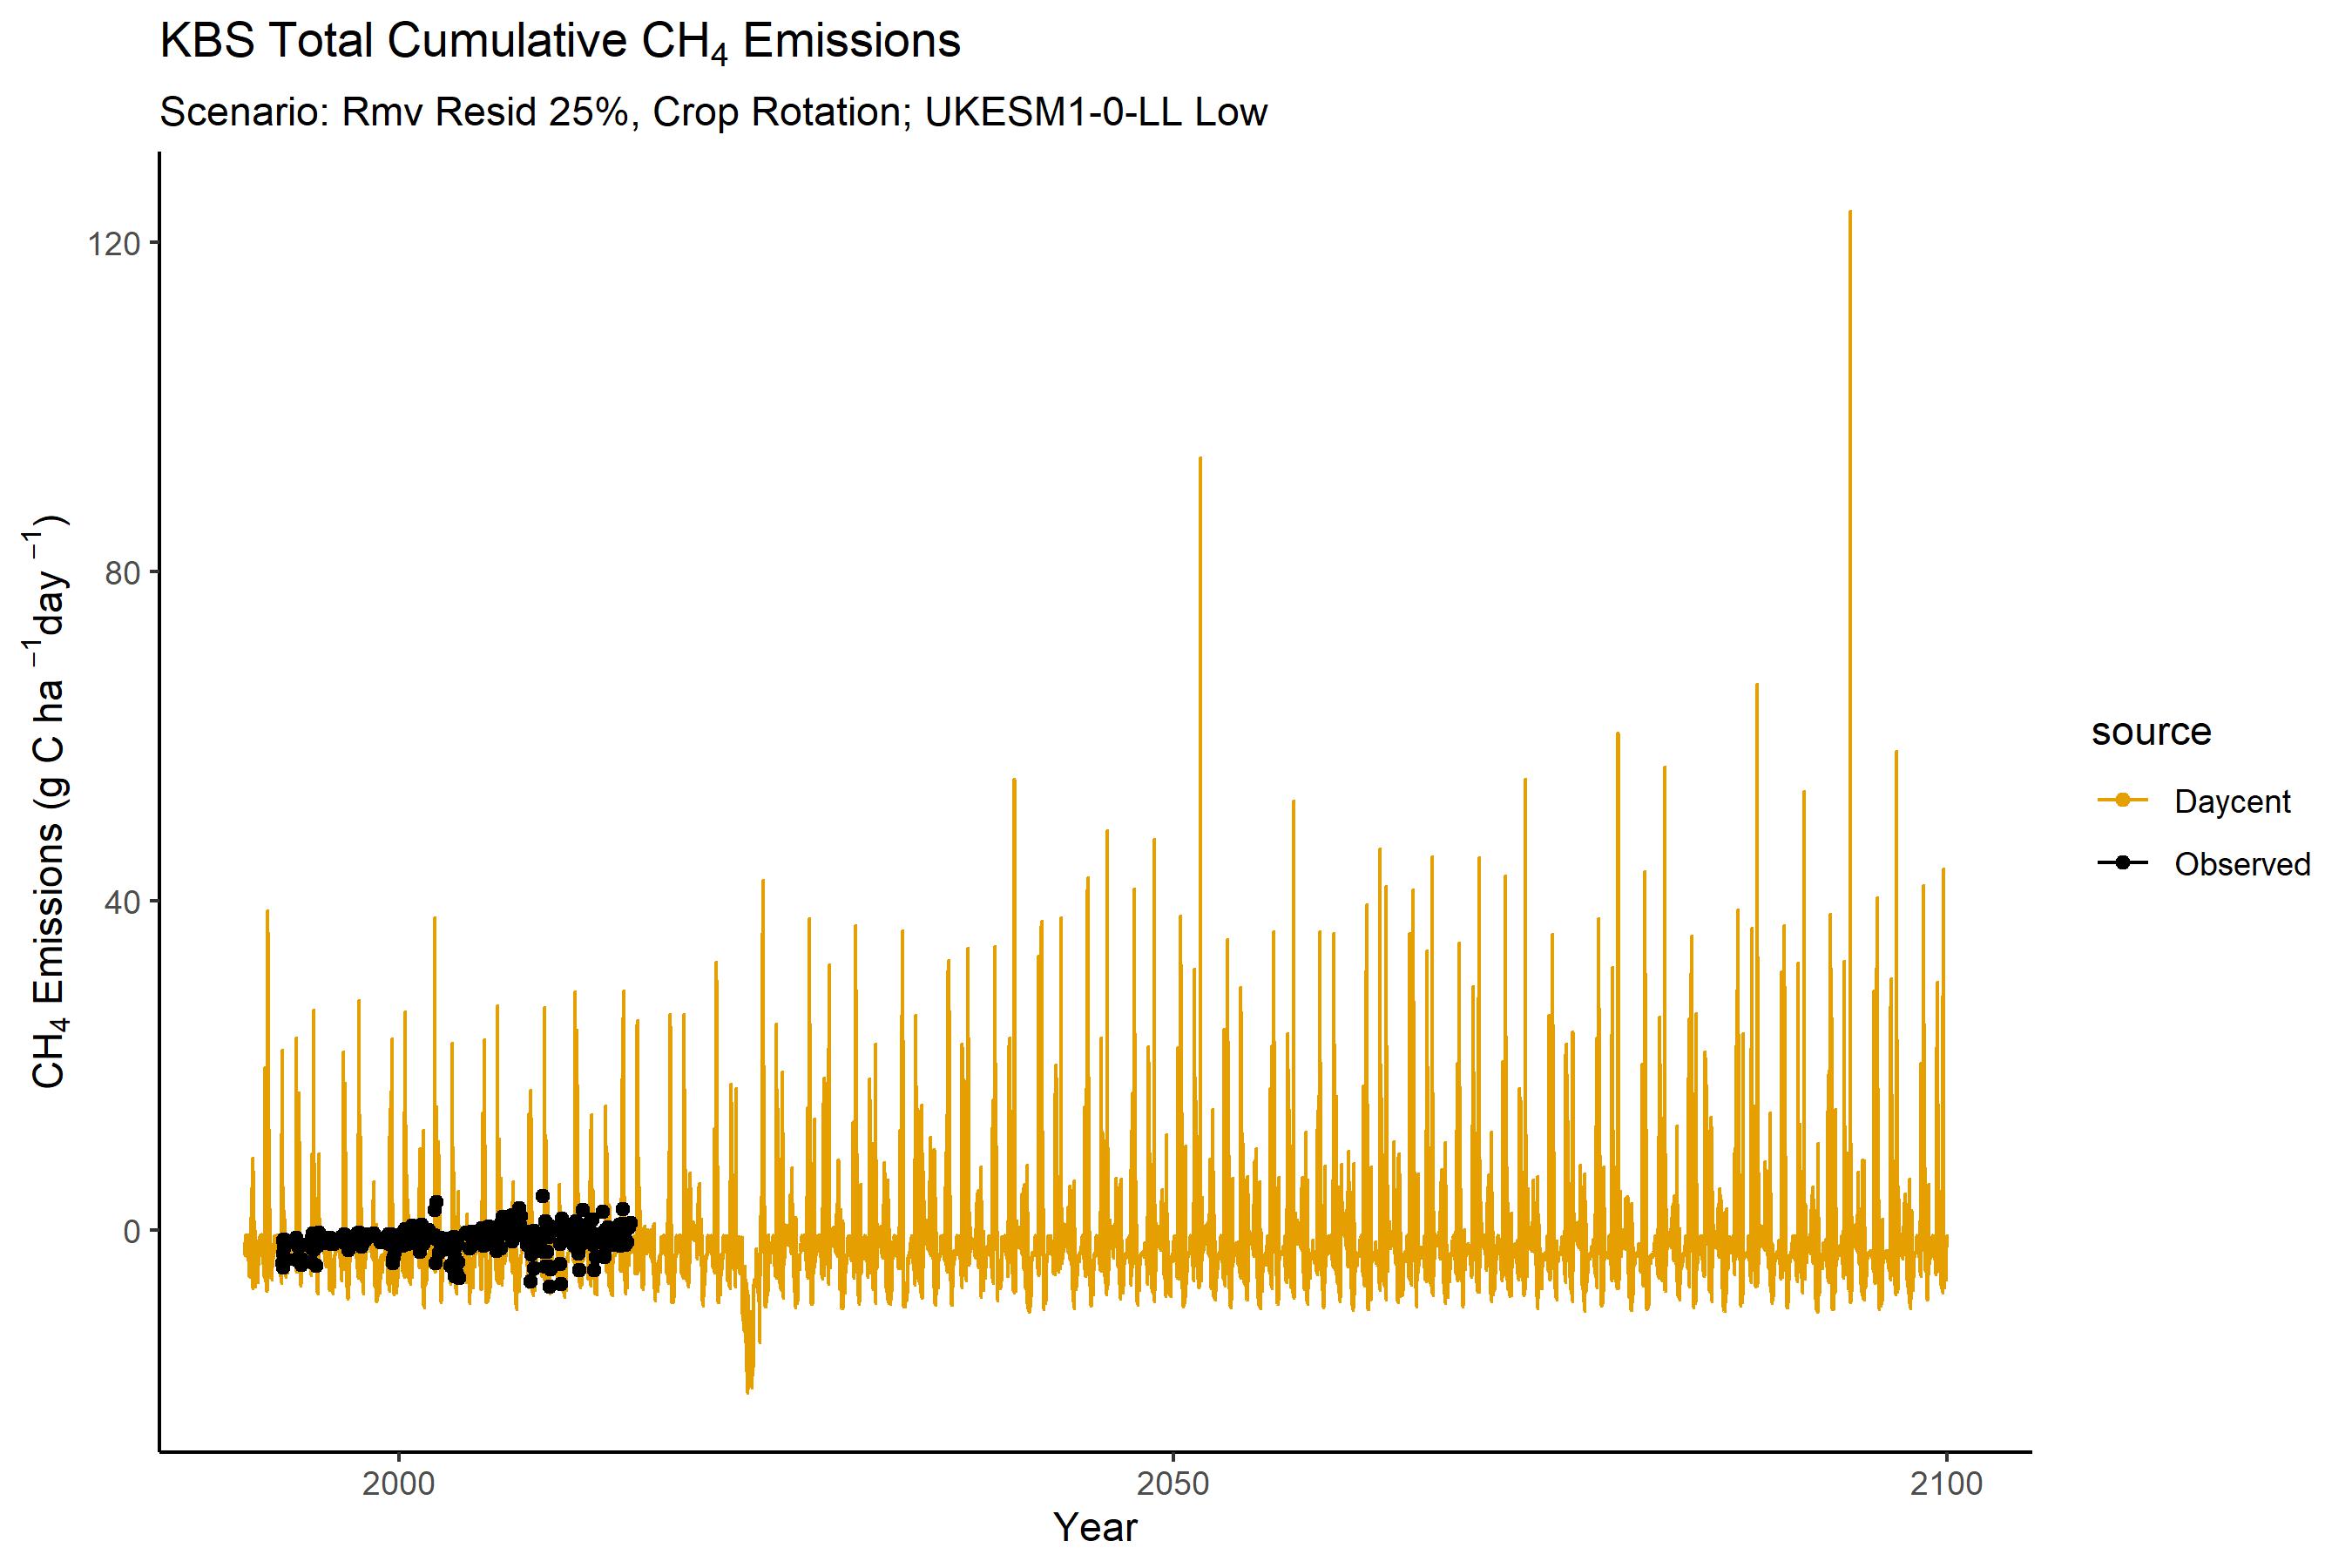 KBS Total Cumulative CH₄ Emissions
Scenario: Rmv Resid 25%, Crop Rotation; UKESM1-0-LL Low
CH₄ Emissions (g C ha ⁻¹day ⁻¹)
120
80
40
0
2000
2050
2100
Year
source
Daycent
Observed